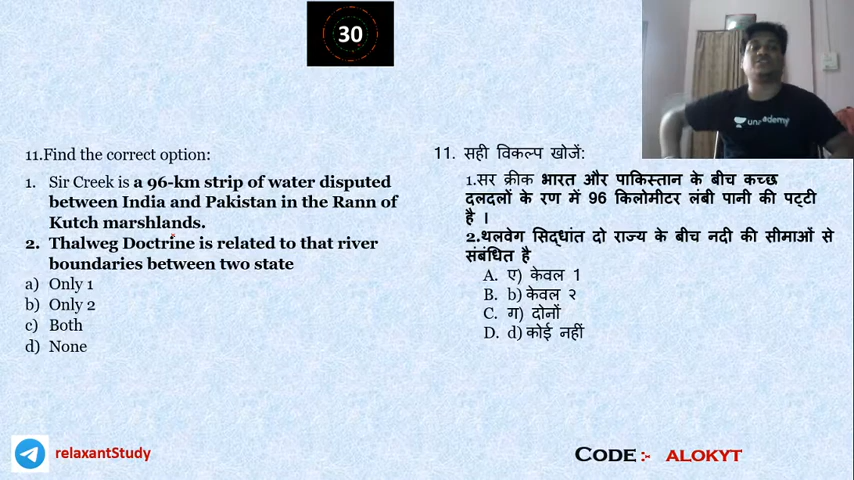 30
11.Find the correct option:
1. Sir Creek is a 96-km strip of water disputed
between India and Pakistan in the Rann of
Kutch marshlands.
2. Thalweg Doctrine is related to that river
boundaries between two state
a) Only 1
b) Only 2
c) Both
d) None
11. सही विकल्प खोजें:
1.सर क्रीक भारत और पाकिस्तान के बीच कच्छ
दलदलों के रण में 96 किलोमीटर लंबी पानी की पट्टी
है ।
2.थलवेग सिद्धांत दो राज्य के बीच नदी की सीमाओं से
संबंधित है
A. ए) केवल 1
B. b) केवल २
C. ग) दोनों
D. d) कोई नहीं
unacademy
relaxantStudy
CODE :- ALOKYT